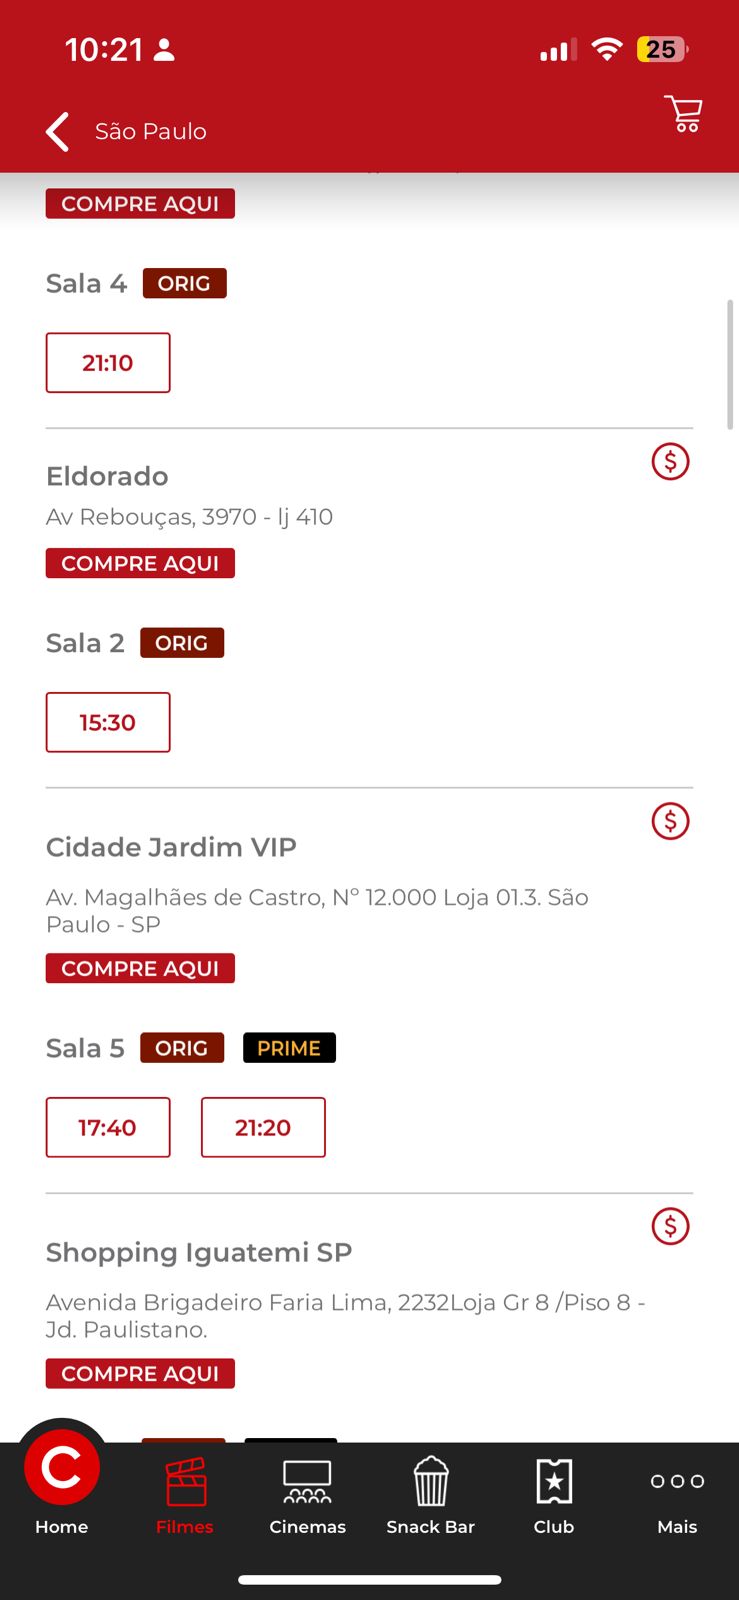 10:21
25
São Paulo
COMPRE AQUI
Sala 4 ORIG
21:10
$
Eldorado
Av Rebouças, 3970 - lj 410
COMPRE AQUI
Sala 2 ORIG
15:30
$
Cidade Jardim VIP
Av. Magalhães de Castro, Nº 12.000 Loja 01.3. São
Paulo - SP
COMPRE AQUI
Sala 5 ORIG PRIME
17:40 21:20
$
Shopping Iguatemi SP
Avenida Brigadeiro Faria Lima, 2232Loja Gr 8 /Piso 8 -
Jd. Paulistano.
COMPRE AQUI
C
Home Filmes Cinemas Snack Bar Club Mais